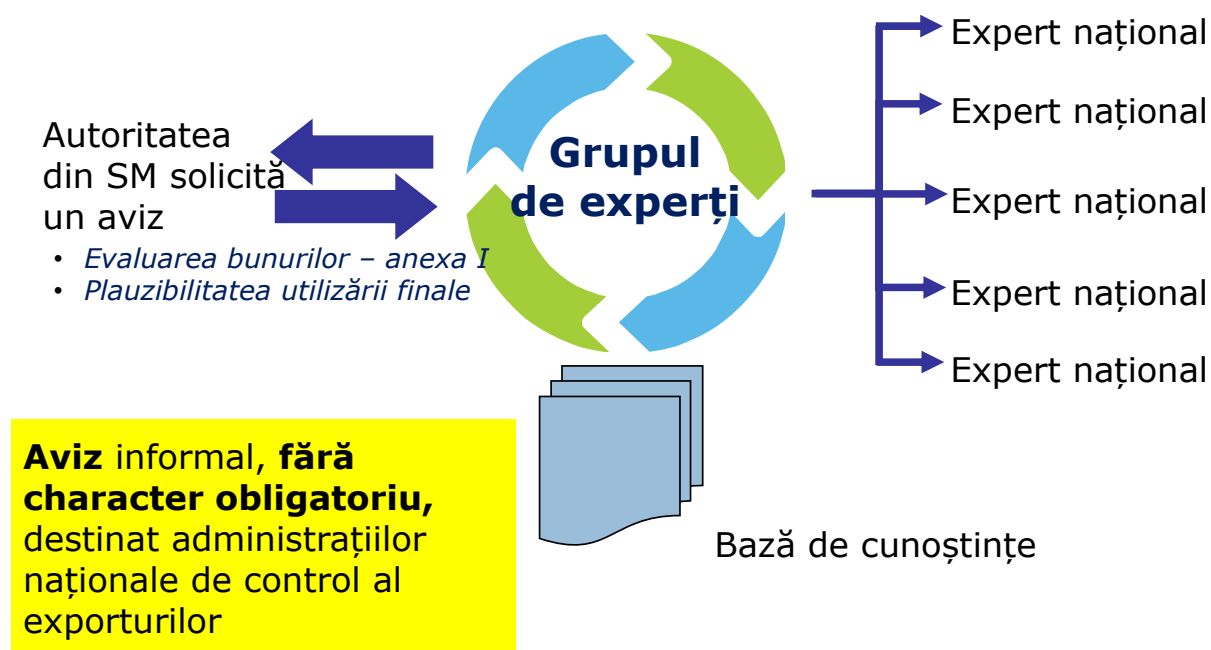 Autoritatea
din SM solicită
un aviz
• Evaluarea bunurilor – anexa I
• Plauzibilitatea utilizării finale
Grupul
de experți
Expert național
Expert național
Expert național
Expert național
Expert național
Aviz informal, fără
character obligatoriu,
destinat administrațiilor
naționale de control al
exporturilor
Bază de cunoștințe